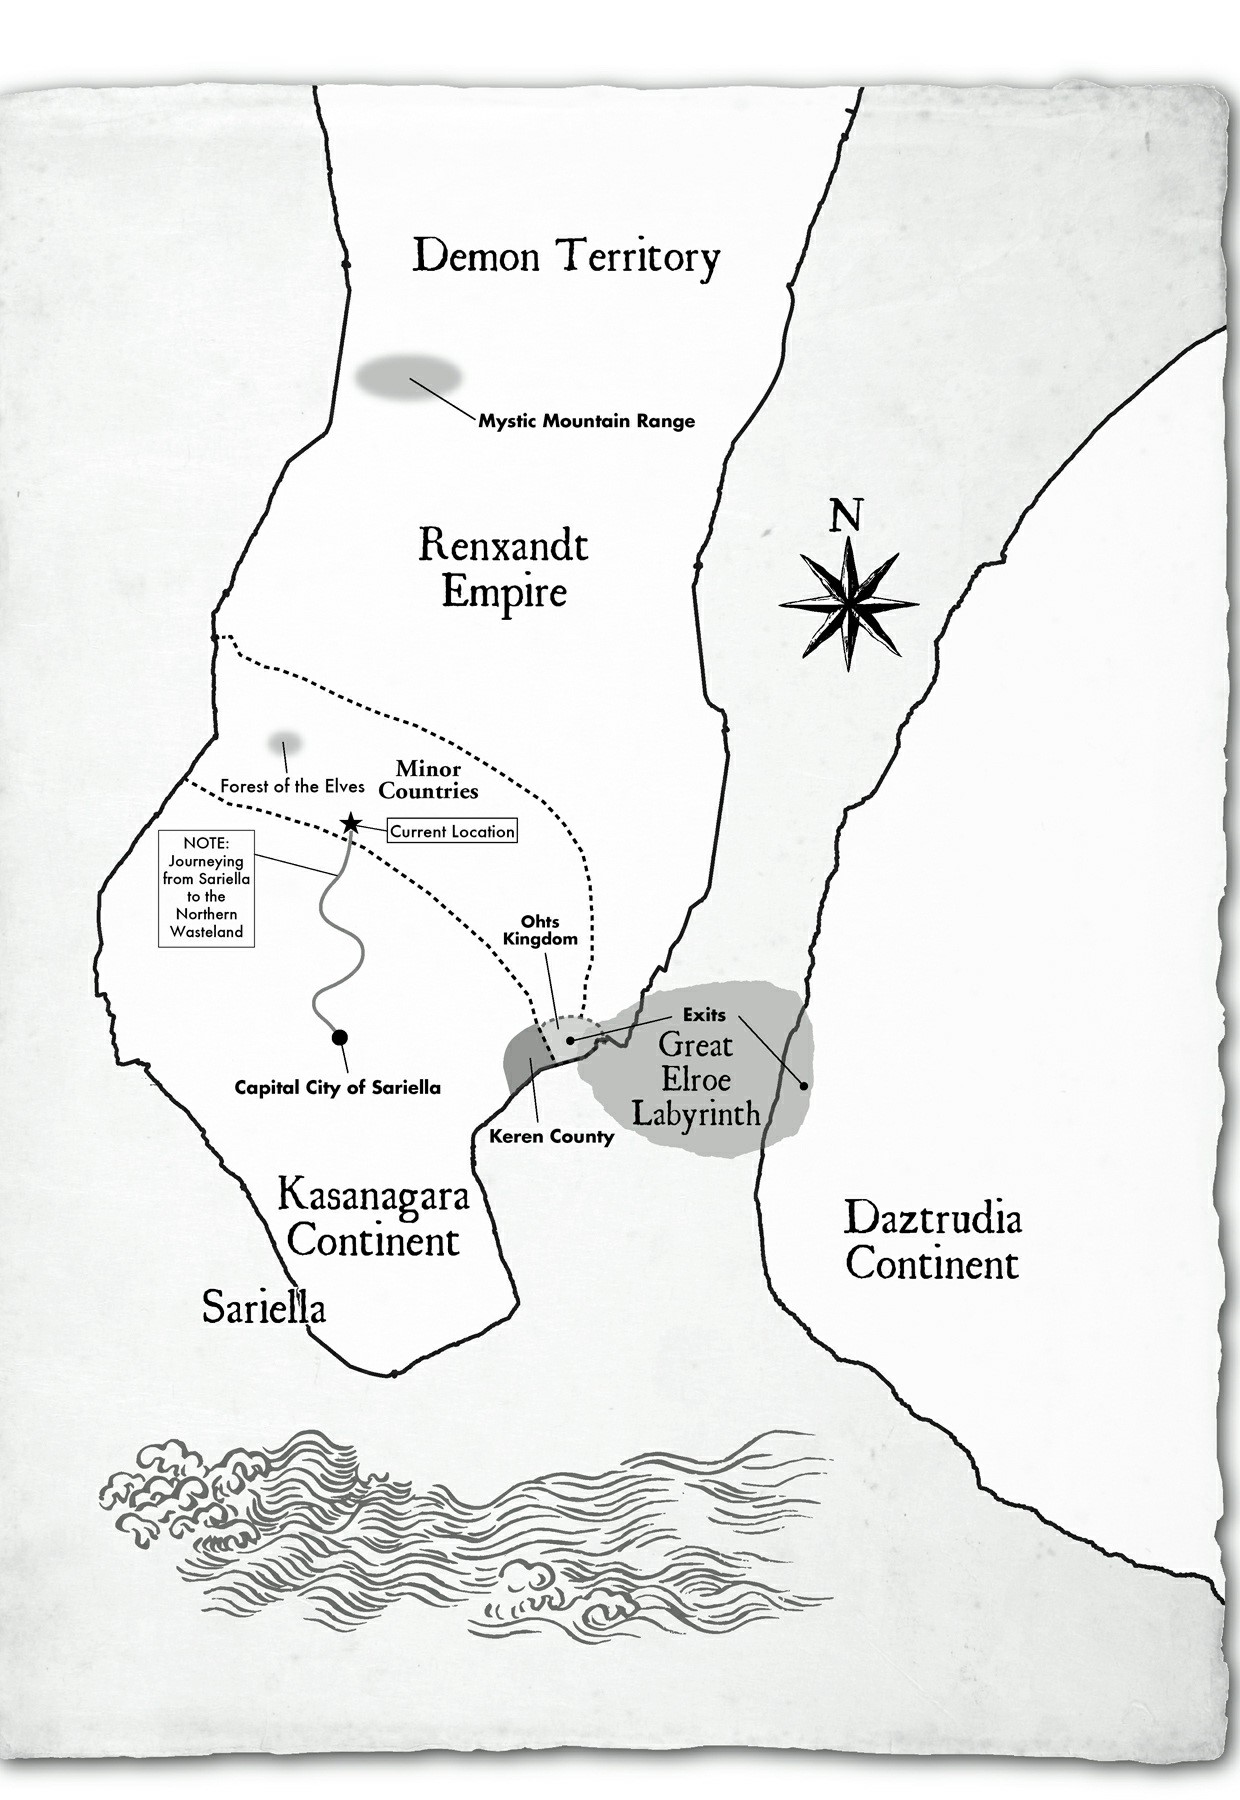 Demon Territory
Mystic Mountain Range
N
Renxandt
Empire
Forest of the Elves
Minor
Countries
Current Location
NOTE:
Journeying
from Sariella
to the
Northern
Wasteland
Ohts
Kingdom
Exits
Great
Elroe
Labyrinth
Capital City of Sariella
Keren County
Kasanagara
Continent
Daztrudia
Continent
Sariella